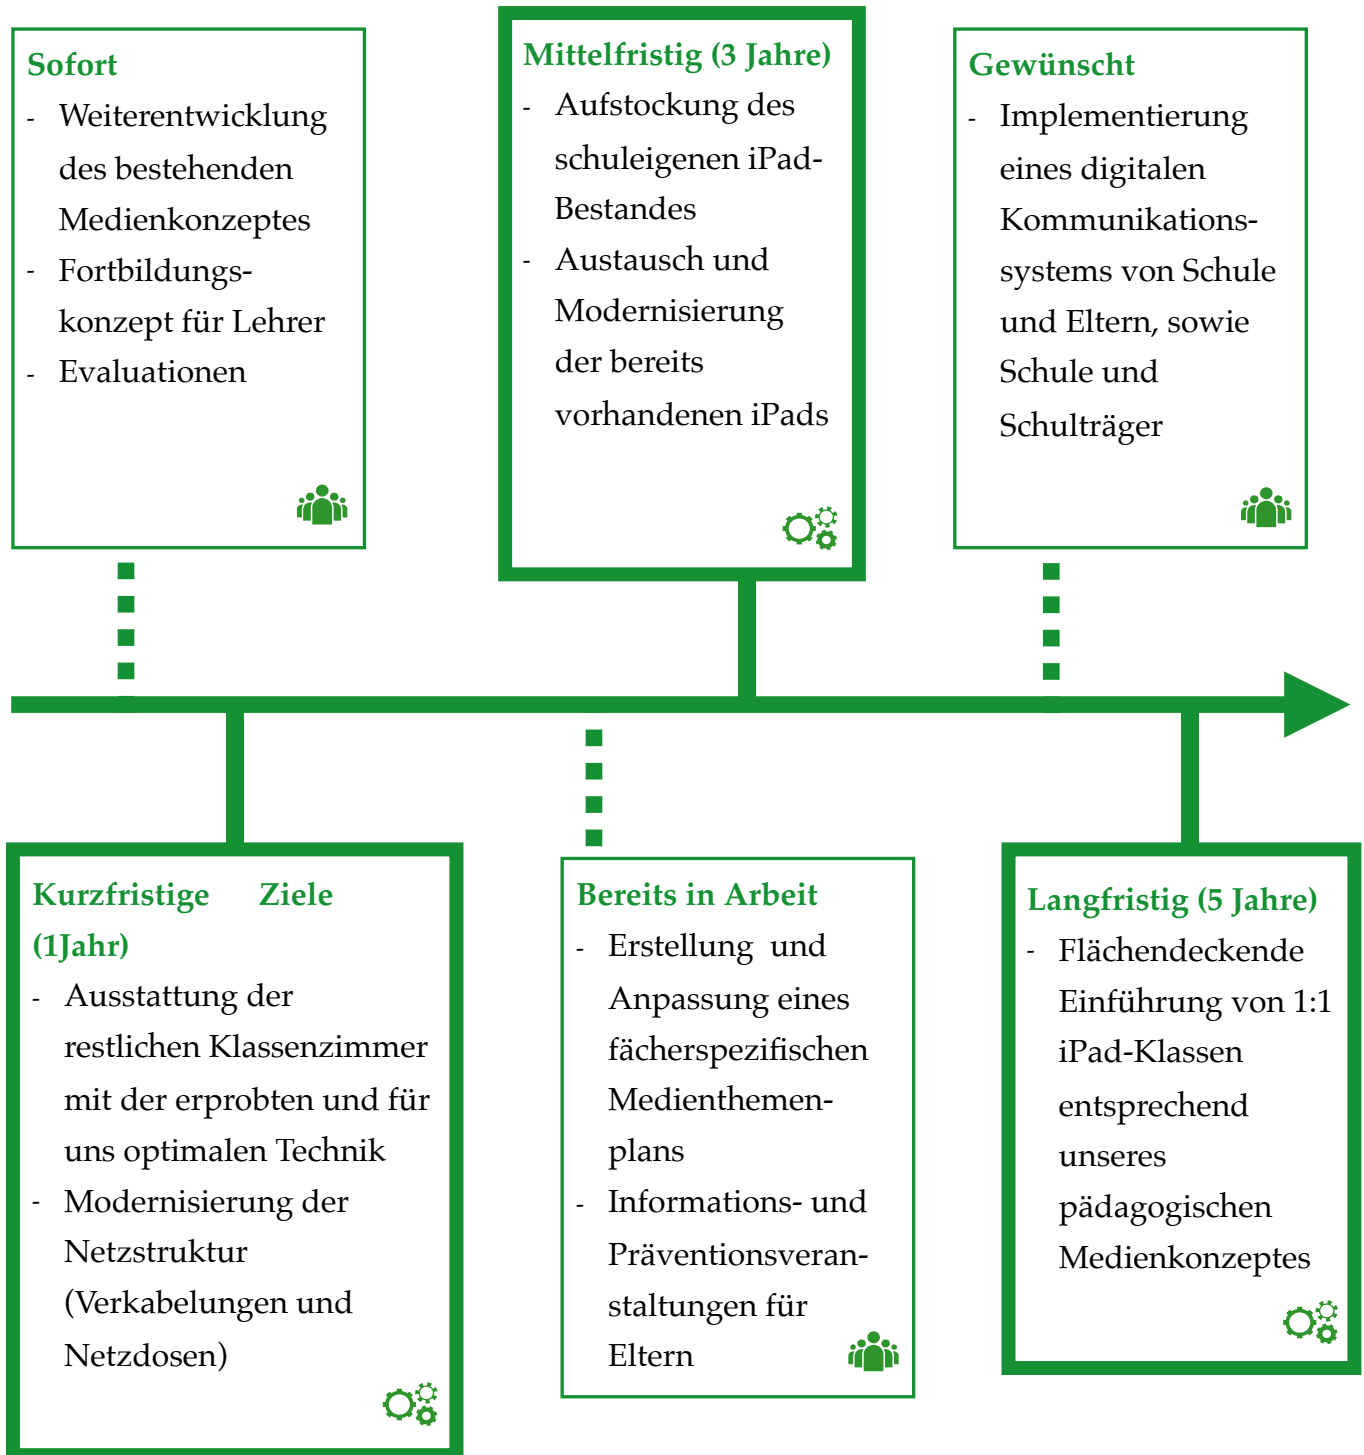 Sofort
- Weiterentwicklung
des bestehenden
Medienkonzeptes
- Fortbildungs-
konzept für Lehrer
- Evaluationen
Mittelfristig (3 Jahre)
- Aufstockung des
schuleigenen iPad-
Bestandes
- Austausch und
Modernisierung
der bereits
vorhandenen iPads
Gewünscht
- Implementierung
eines digitalen
Kommunikations-
systems von Schule
und Eltern, sowie
Schule und
Schulträger
Kurzfristige Ziele
(1Jahr)
- Ausstattung der
restlichen Klassenzimmer
mit der erprobten und für
uns optimalen Technik
- Modernisierung der
Netzstruktur
(Verkabelungen und
Netzdosen)
Bereits in Arbeit
- Erstellung und
Anpassung eines
fächerspezifischen
Medienthemen-
plans
- Informations- und
Präventionsveran-
staltungen für
Eltern
Langfristig (5 Jahre)
- Flächendeckende
Einführung von 1:1
iPad-Klassen
entsprechend
unseres
pädagogischen
Medienkonzeptes